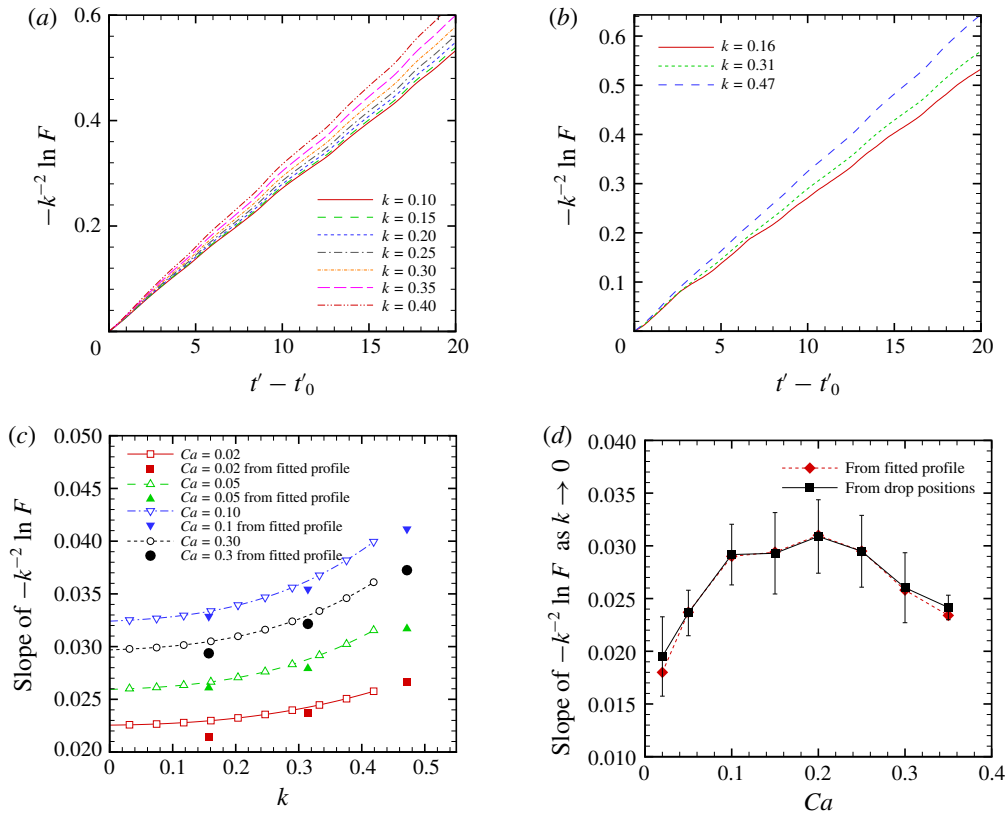 (a)
0.6
0.4
0.2
0
−k⁻² ln F
k = 0.10
k = 0.15
k = 0.20
k = 0.25
k = 0.30
k = 0.35
k = 0.40
5 10 15 20
t′ − t′₀
(b)
0.6
0.5
0.4
0.3
0.2
0.1
0
−k⁻² ln F
k = 0.16
k = 0.31
k = 0.47
5 10 15 20
t′ − t′₀
(c)
0.050
0.045
0.040
0.035
0.030
0.025
0.020
Slope of −k⁻² ln F
Ca = 0.02
Ca = 0.02 from fitted profile
Ca = 0.05
Ca = 0.05 from fitted profile
Ca = 0.10
Ca = 0.1 from fitted profile
Ca = 0.30
Ca = 0.3 from fitted profile
0 0.1 0.2 0.3 0.4 0.5
k
(d)
0.040
0.035
0.030
0.025
0.020
0.015
0.010
Slope of −k⁻² ln F as k → 0
From fitted profile
From drop positions
0 0.1 0.2 0.3 0.4
Ca